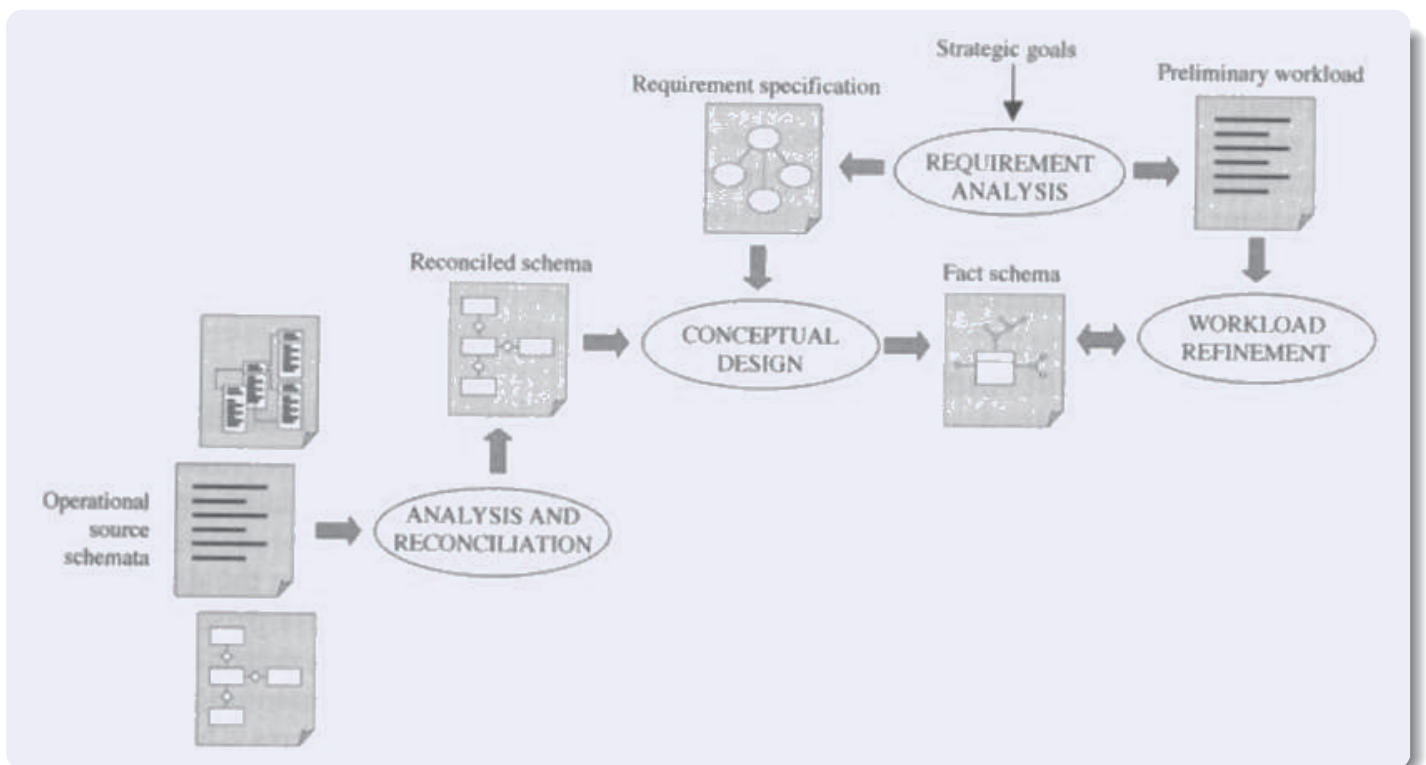 Strategic goals
Requirement specification
Preliminary workload
REQUIREMENT
ANALYSIS
Reconciled schema
Fact schema
CONCEPTUAL
DESIGN
WORKLOAD
REFINEMENT
Operational
source
schemata
ANALYSIS AND
RECONCILIATION